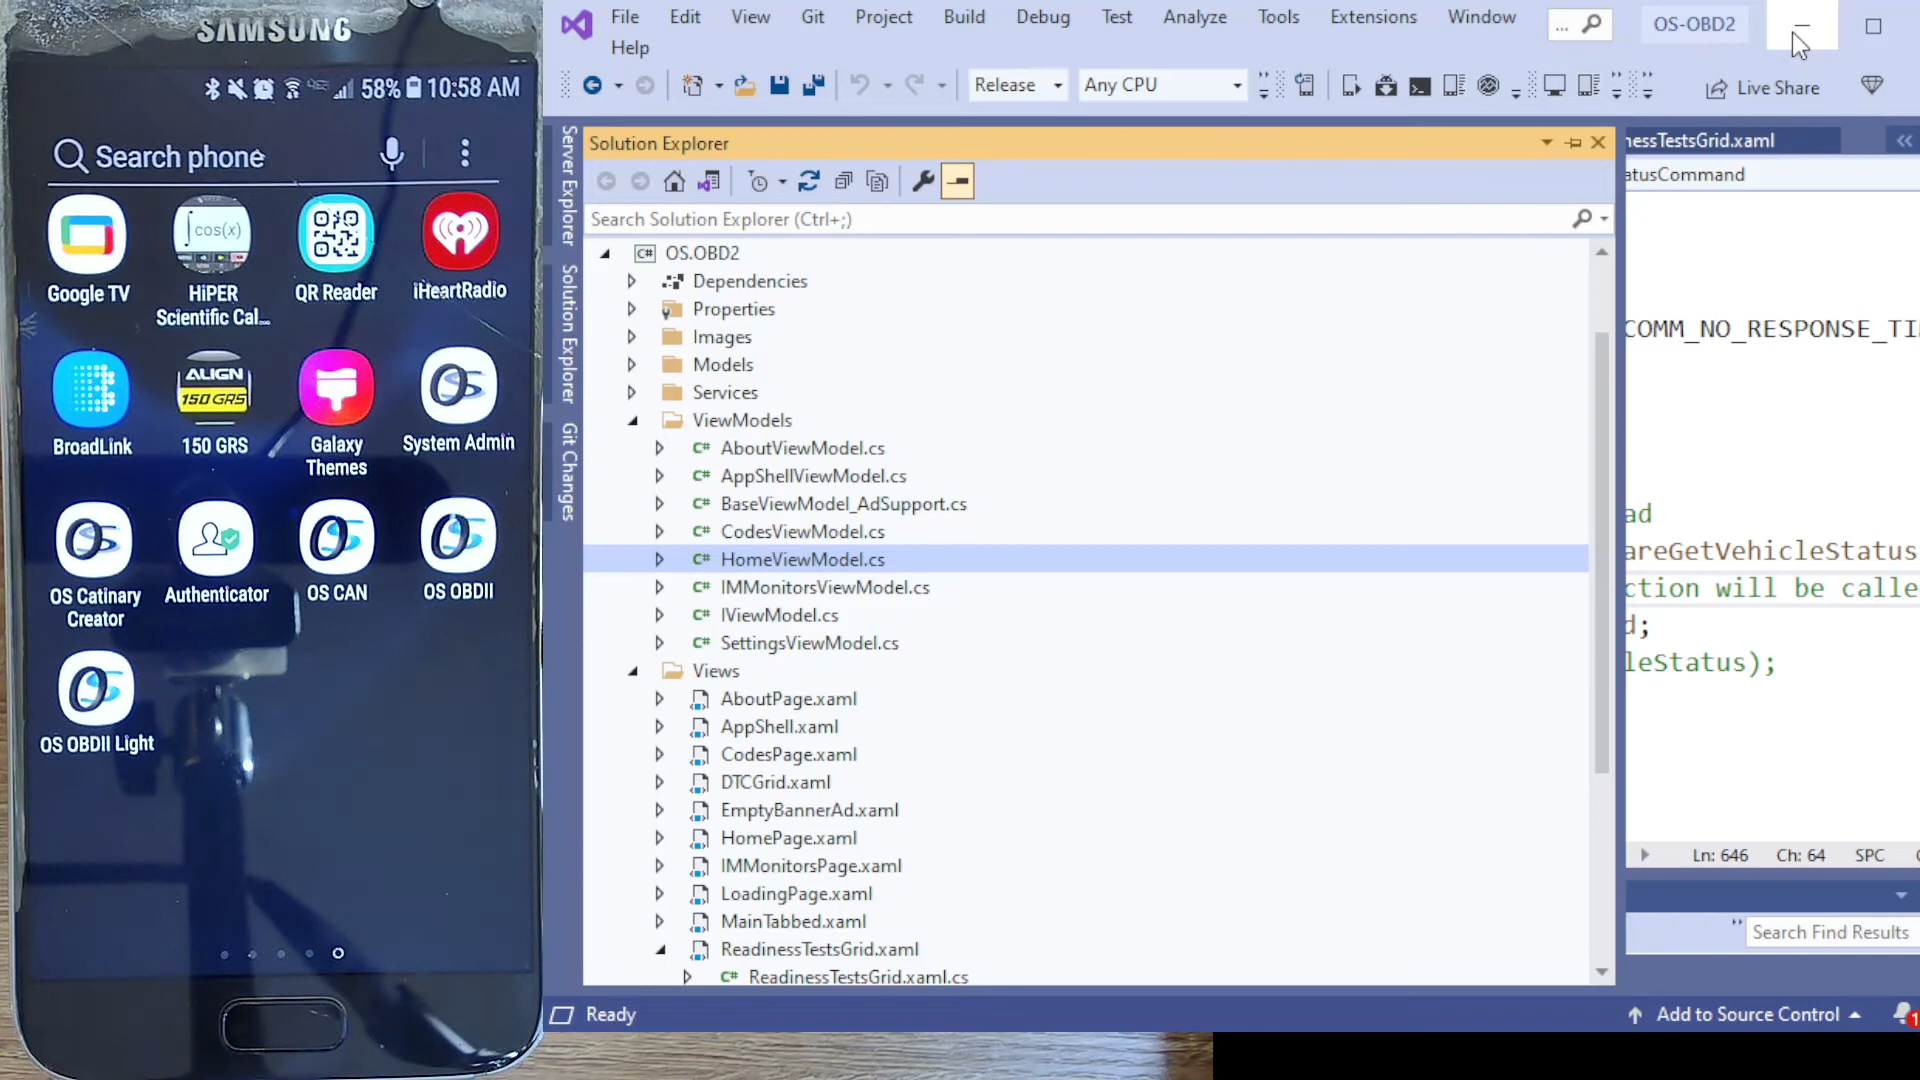 SAMSUNG
58% 10:58 AM
Search phone
cos(x)
Google TV
HiPER
Scientific Cal...
QR Reader
iHeartRadio
ALIGN
150 GRS
BroadLink
150 GRS
Galaxy
Themes
System Admin
OS Catinary
Creator
Authenticator
OS CAN
OS OBDII
OS OBDII Light
File Edit View Git Project Build Debug Test Analyze Tools Extensions Window ... OS-OBD2
Help
Release Any CPU Live Share
Server Explorer
Solution Explorer
Git Changes
Solution Explorer
Search Solution Explorer (Ctrl+;)
C# OS.OBD2
Dependencies
Properties
Images
Models
Services
ViewModels
C# AboutViewModel.cs
C# AppShellViewModel.cs
C# BaseViewModel_AdSupport.cs
C# CodesViewModel.cs
C# HomeViewModel.cs
C# IMMonitorsViewModel.cs
C# IViewModel.cs
C# SettingsViewModel.cs
Views
AboutPage.xaml
AppShell.xaml
CodesPage.xaml
DTCGrid.xaml
EmptyBannerAd.xaml
HomePage.xaml
IMMonitorsPage.xaml
LoadingPage.xaml
MainTabbed.xaml
ReadinessTestsGrid.xaml
C# ReadinessTestsGrid.xaml.cs
nessTestsGrid.xaml
atusCommand
COMM_NO_RESPONSE_TI
ad
areGetVehicleStatus
ction will be calle
d;
leStatus);
Ln: 646 Ch: 64 SPC
Search Find Results
Ready
Add to Source Control 1